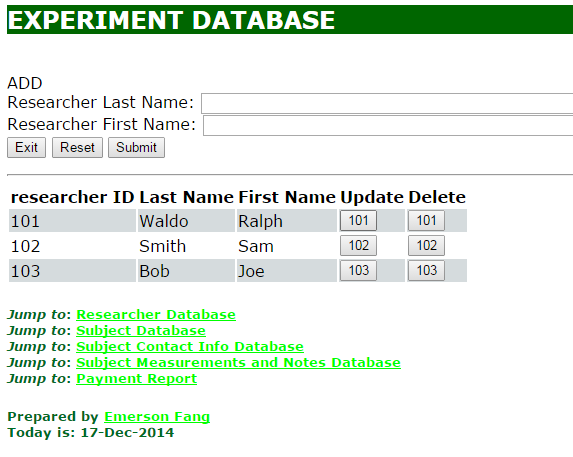 EXPERIMENT DATABASE
ADD
Researcher Last Name:
Researcher First Name:
Exit Reset Submit
researcher ID Last Name First Name Update Delete
101 Waldo Ralph 101 101
102 Smith Sam 102 102
103 Bob Joe 103 103
Jump to: Researcher Database
Jump to: Subject Database
Jump to: Subject Contact Info Database
Jump to: Subject Measurements and Notes Database
Jump to: Payment Report
Prepared by Emerson Fang
Today is: 17-Dec-2014